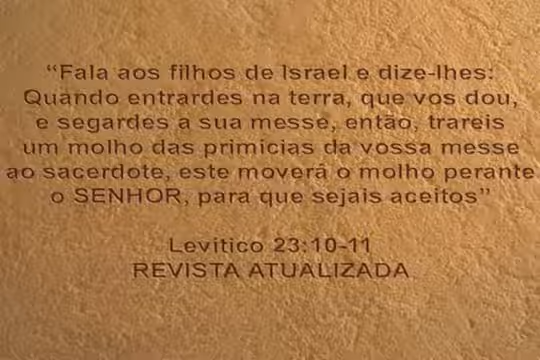 “Fala aos filhos de Israel e dize-lhes:
Quando entrardes na terra, que vos dou,
e segardes a sua messe, então, trareis
um molho das primicias da vossa messe
ao sacerdote, este moverá o molho perante
o SENHOR, para que sejais aceitos”
Levitico 23:10-11
REVISTA ATUALIZADA